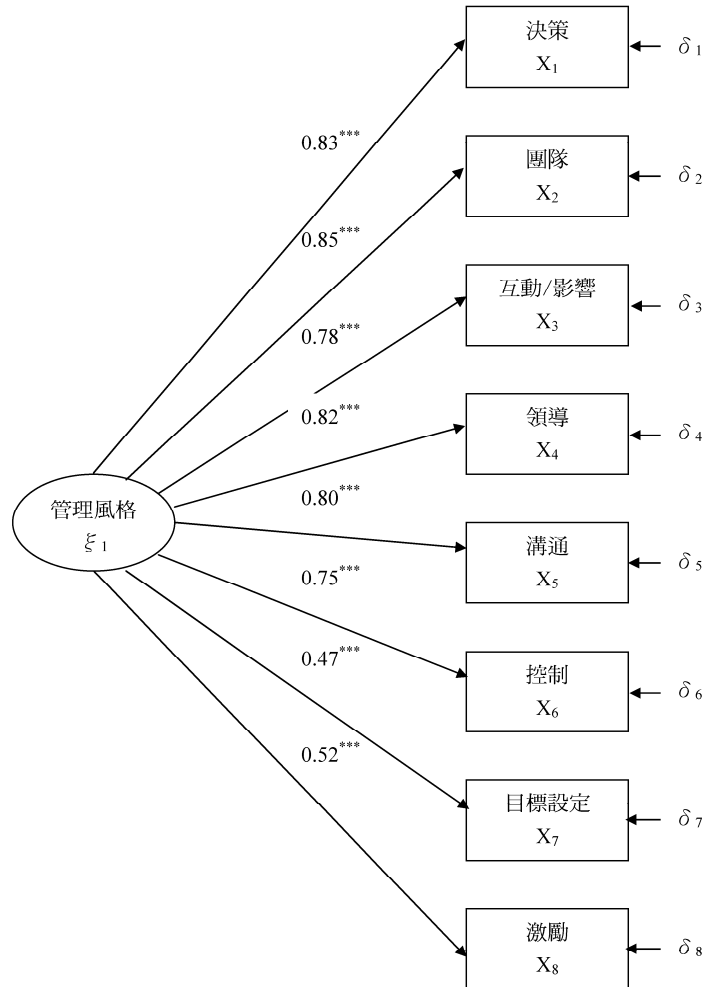 決策
X₁
δ₁
0.83***
團隊
X₂
δ₂
0.85***
互動/影響
X₃
δ₃
0.78***
領導
X₄
δ₄
0.82***
管理風格
ξ₁
0.80***
溝通
X₅
δ₅
0.75***
控制
X₆
δ₆
0.47***
目標設定
X₇
δ₇
0.52***
激勵
X₈
δ₈